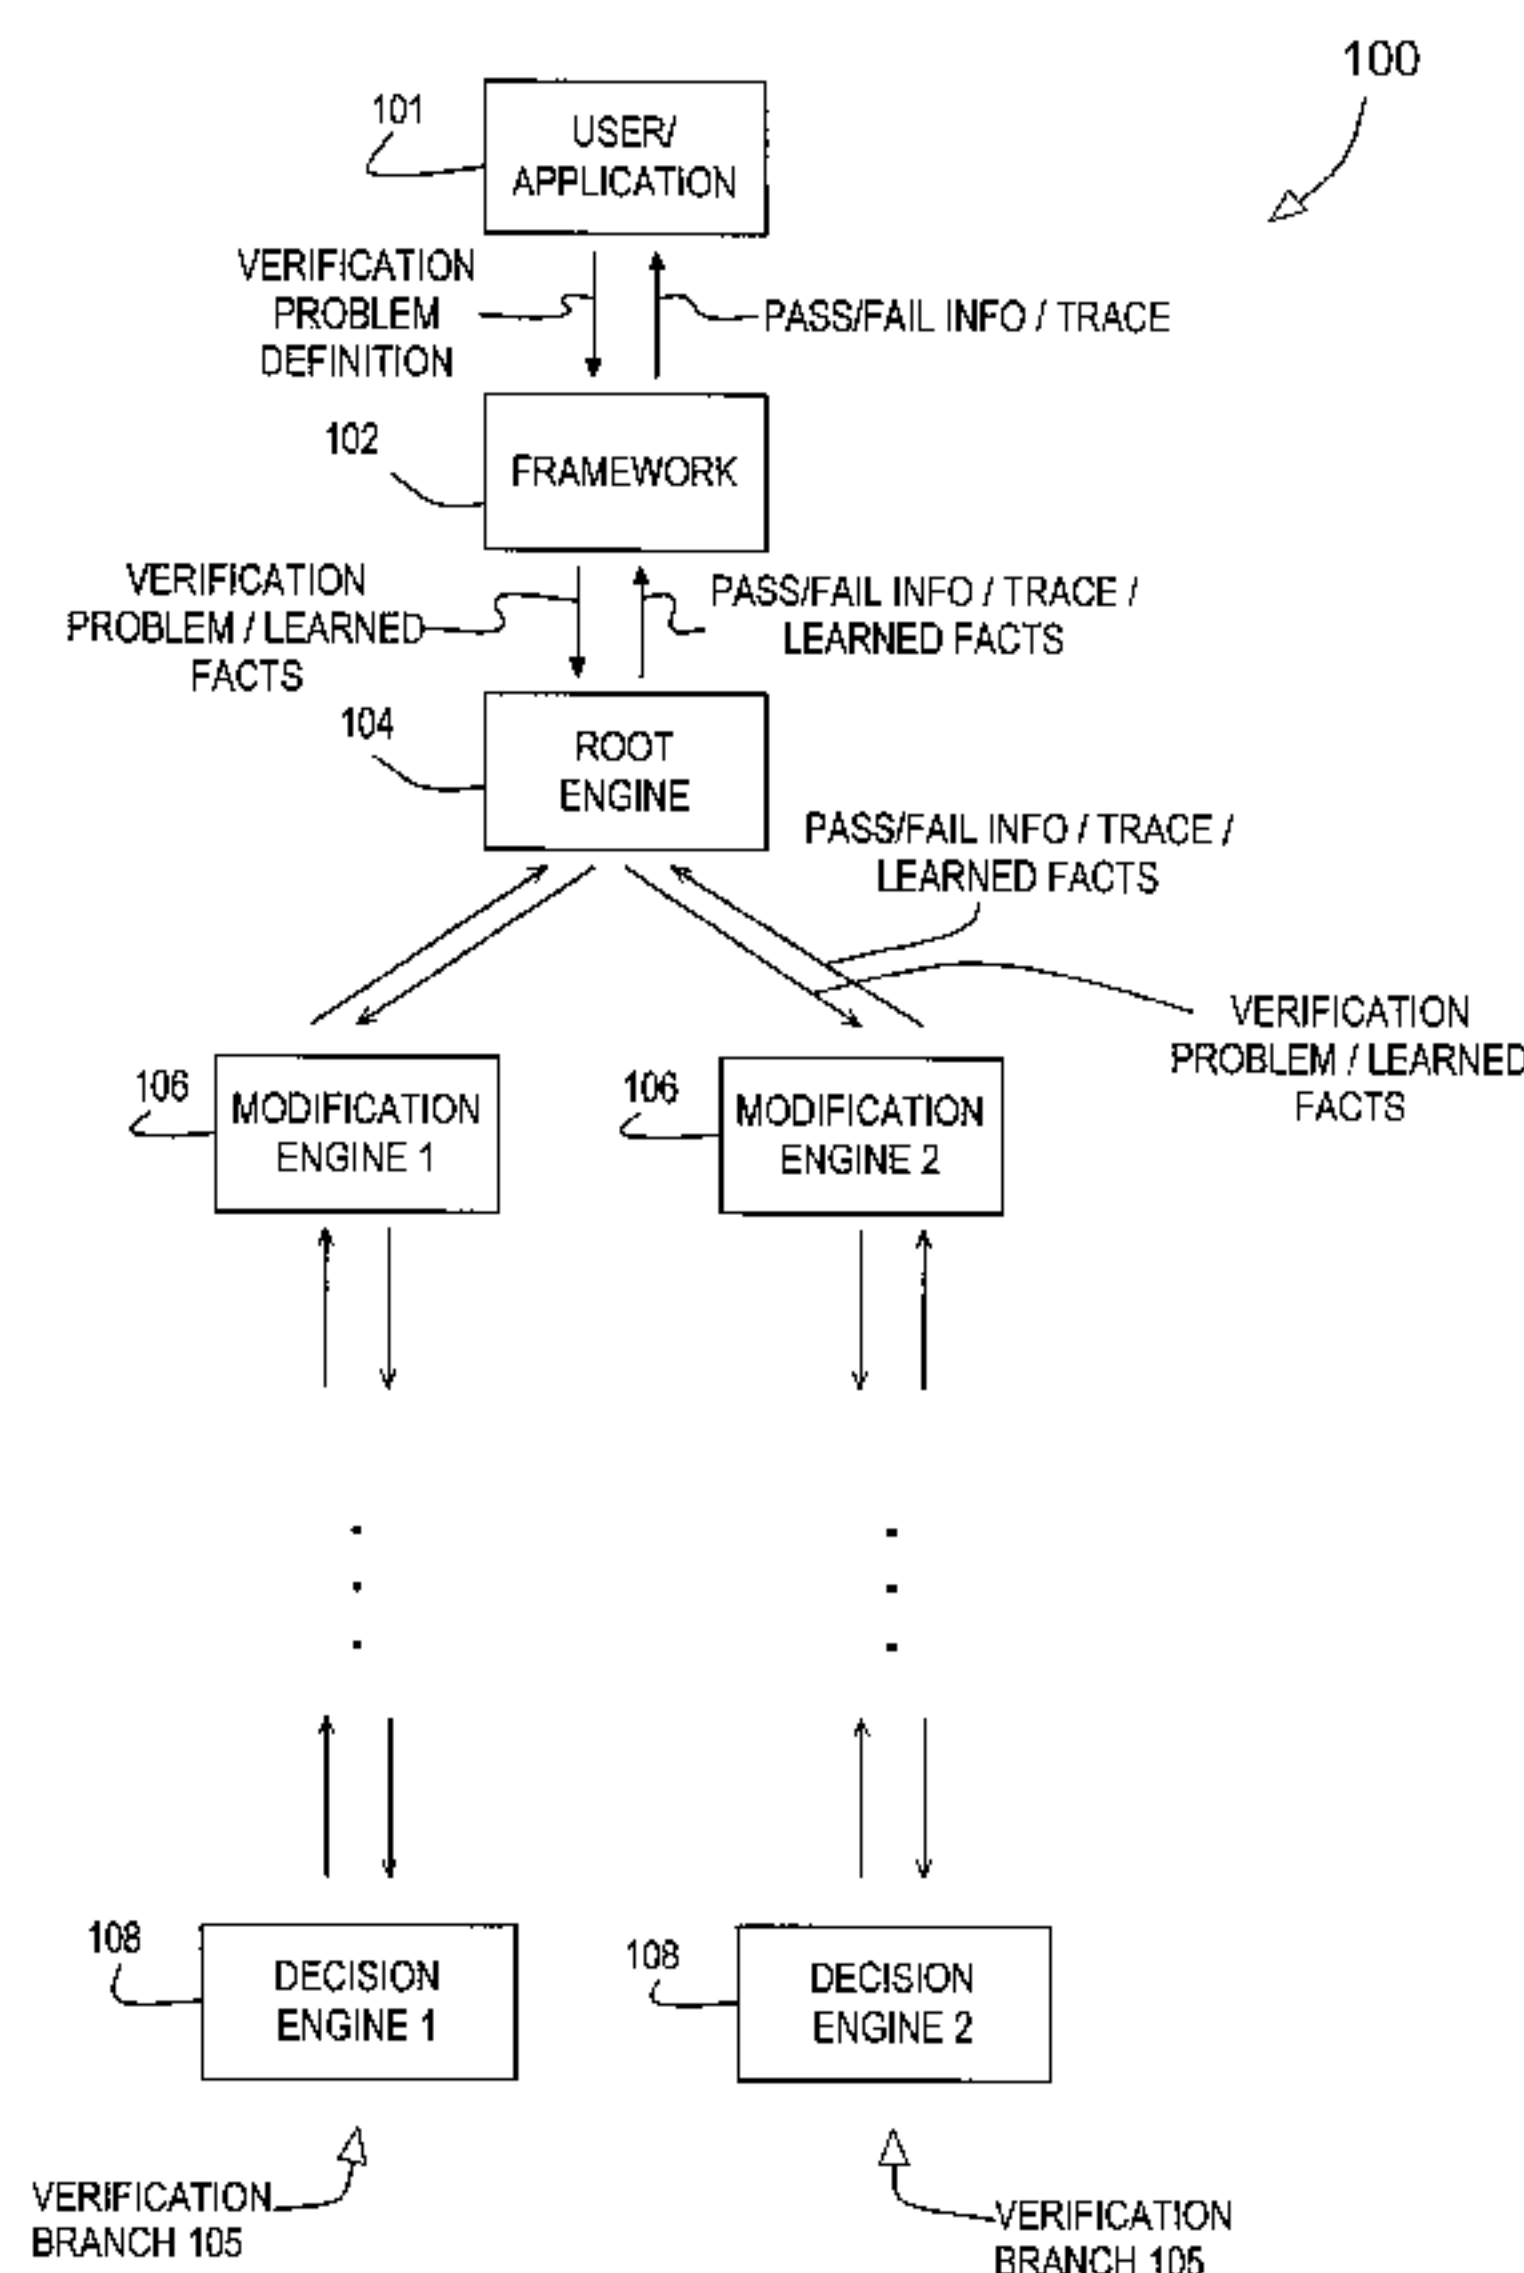 100
101
USER/
APPLICATION
VERIFICATION
PROBLEM
DEFINITION
PASS/FAIL INFO / TRACE
102
FRAMEWORK
VERIFICATION
PROBLEM / LEARNED
FACTS
PASS/FAIL INFO / TRACE /
LEARNED FACTS
104
ROOT
ENGINE
PASS/FAIL INFO / TRACE /
LEARNED FACTS
VERIFICATION
PROBLEM / LEARNED
FACTS
106
MODIFICATION
ENGINE 1
106
MODIFICATION
ENGINE 2
108
DECISION
ENGINE 1
108
DECISION
ENGINE 2
VERIFICATION
BRANCH 105
VERIFICATION
BRANCH 105